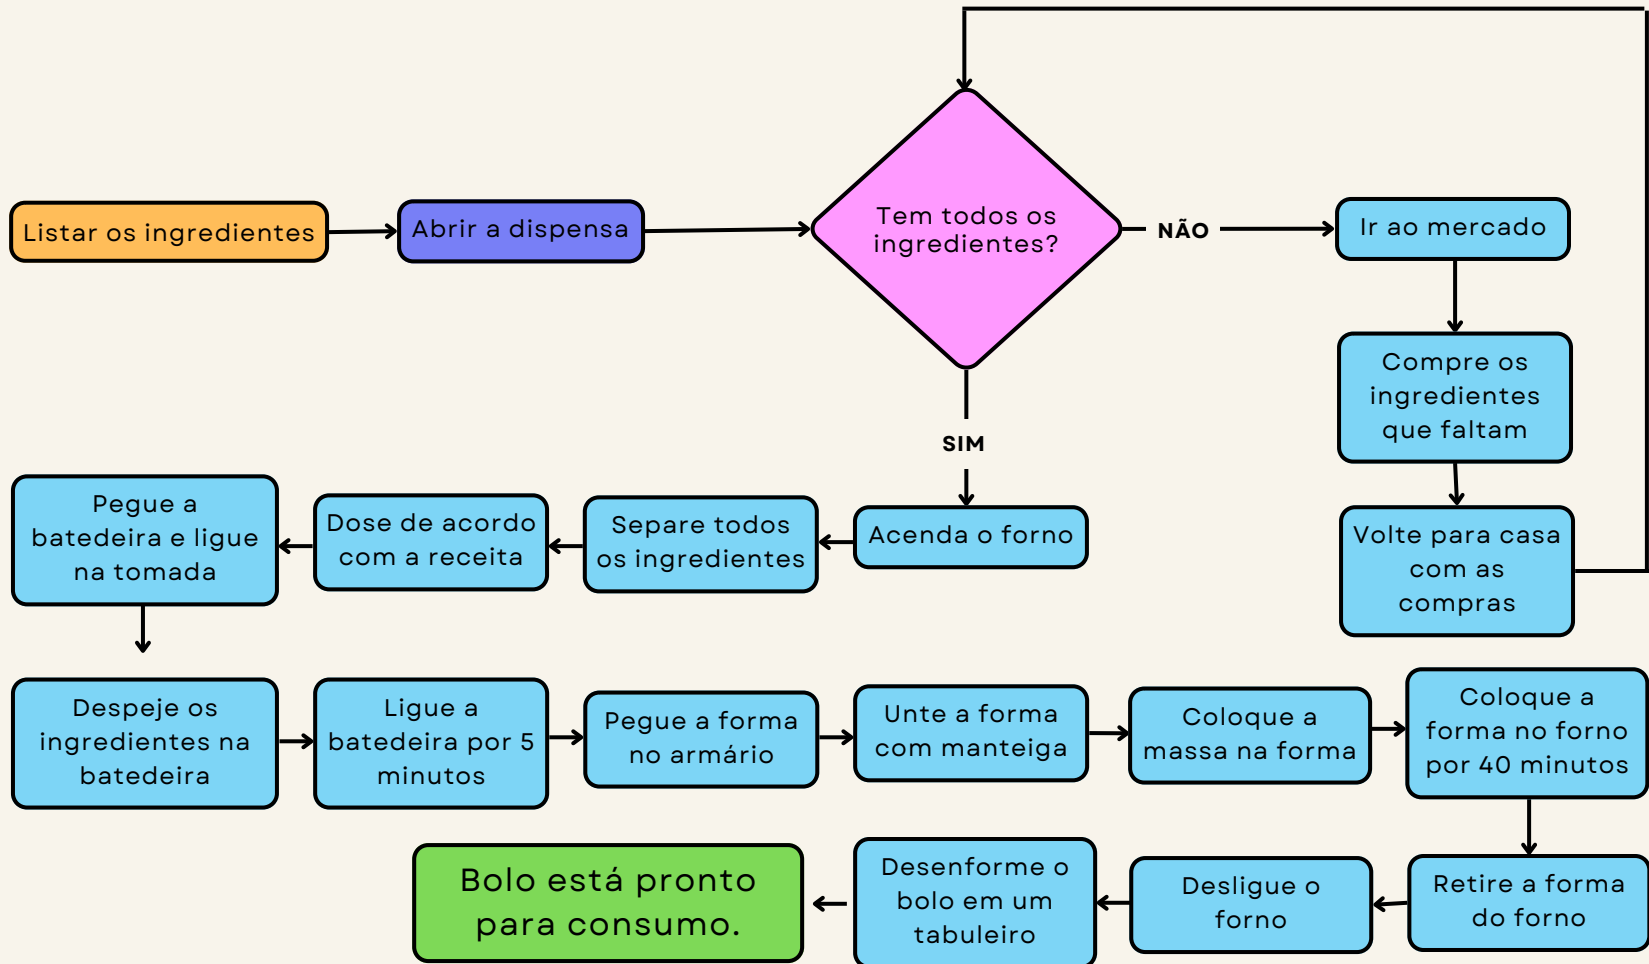 Listar os ingredientes
Abrir a dispensa
Tem todos os
ingredientes?
NÃO
Ir ao mercado
Compre os
ingredientes
que faltam
Volte para casa
com as
compras
SIM
Acenda o forno
Separe todos
os ingredientes
Dose de acordo
com a receita
Pegue a
batedeira e ligue
na tomada
Despeje os
ingredientes na
batedeira
Ligue a
batedeira por 5
minutos
Pegue a forma
no armário
Unte a forma
com manteiga
Coloque a
massa na forma
Coloque a
forma no forno
por 40 minutos
Retire a forma
do forno
Desligue o
forno
Desenforme o
bolo em um
tabuleiro
Bolo está pronto
para consumo.